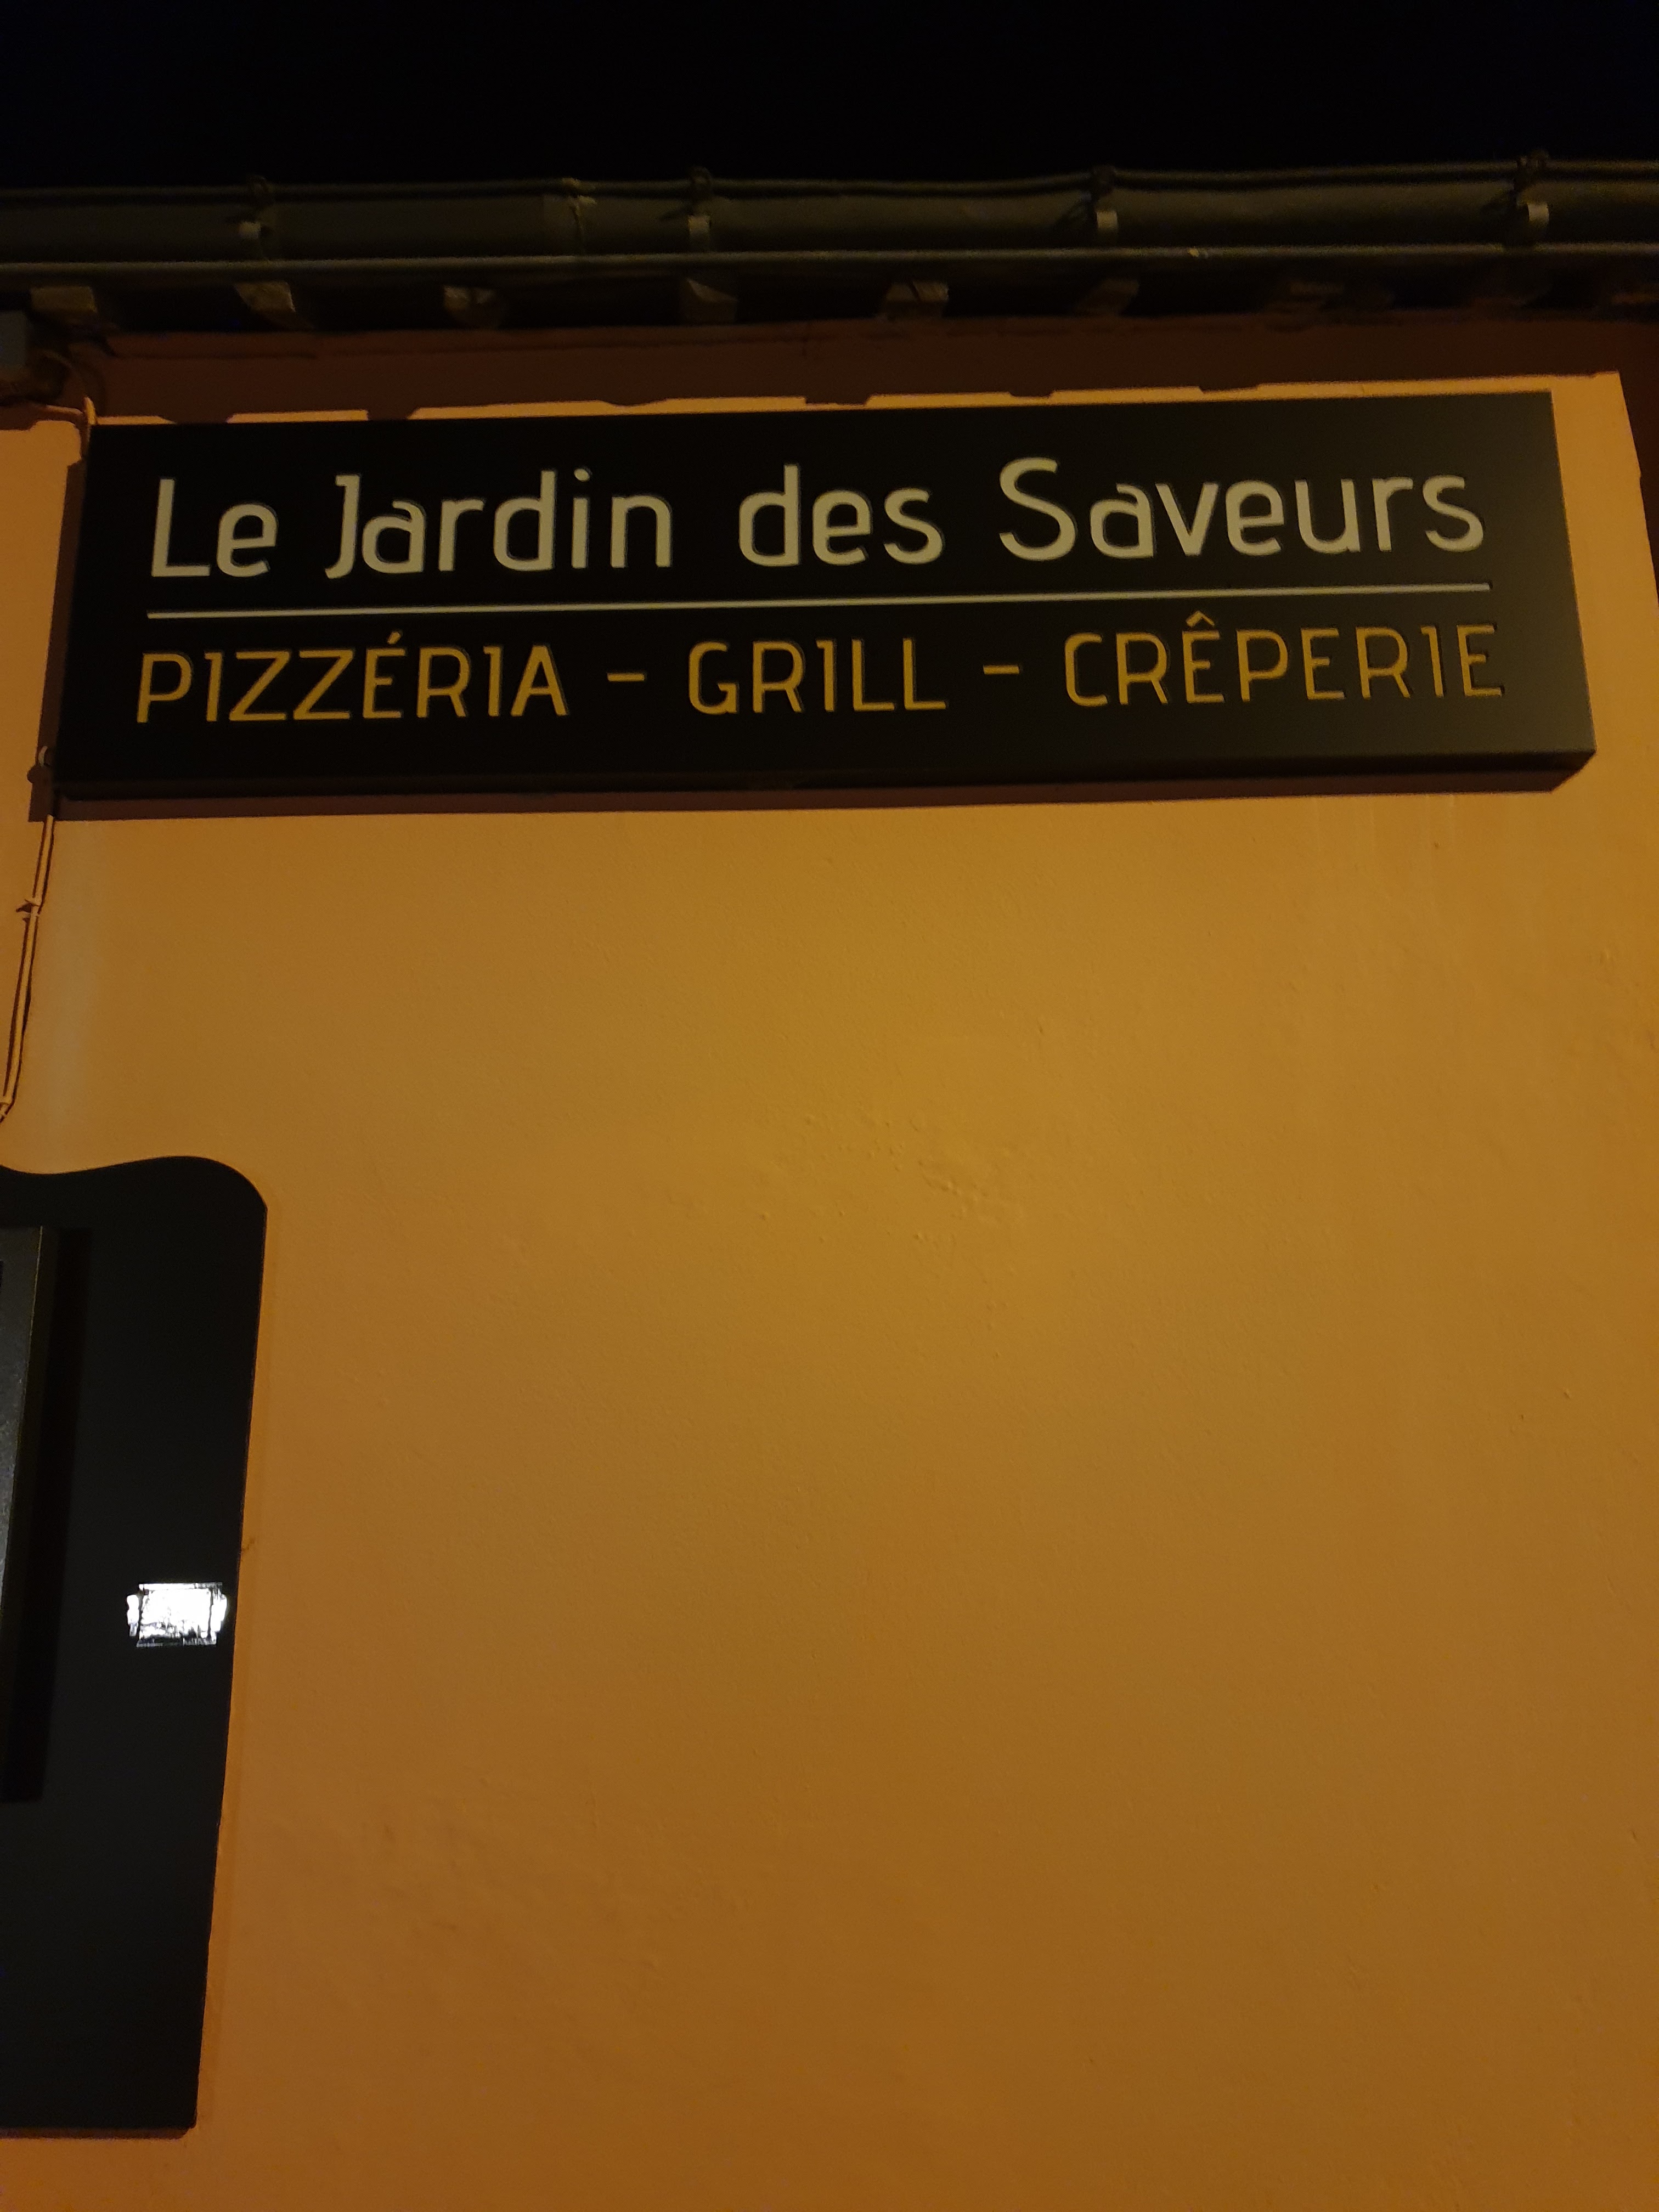 Le Jardin des Saveurs
PIZZÉRIA - GRILL - CRÊPERIE